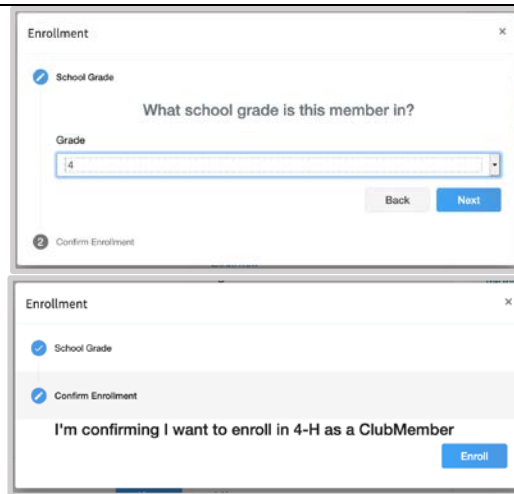 Enrollment ×
School Grade
What school grade is this member in?
Grade
4
Back Next
2 Confirm Enrollment
Enrollment ×
School Grade
Confirm Enrollment
I'm confirming I want to enroll in 4-H as a ClubMember
Enroll